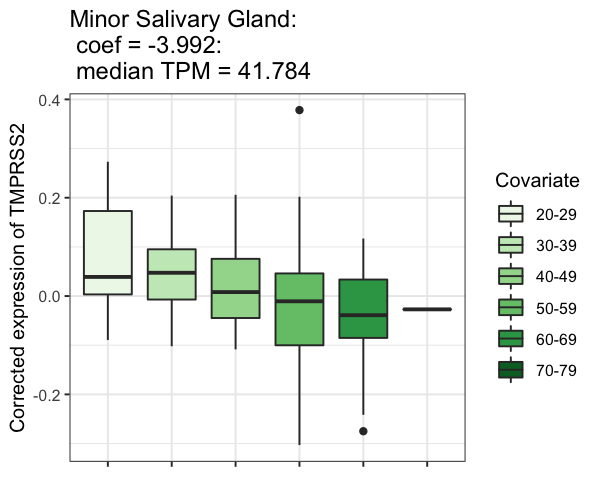 Minor Salivary Gland:
coef = -3.992:
median TPM = 41.784
Corrected expression of TMPRSS2
0.4
0.2
0.0
-0.2
Covariate
20-29
30-39
40-49
50-59
60-69
70-79